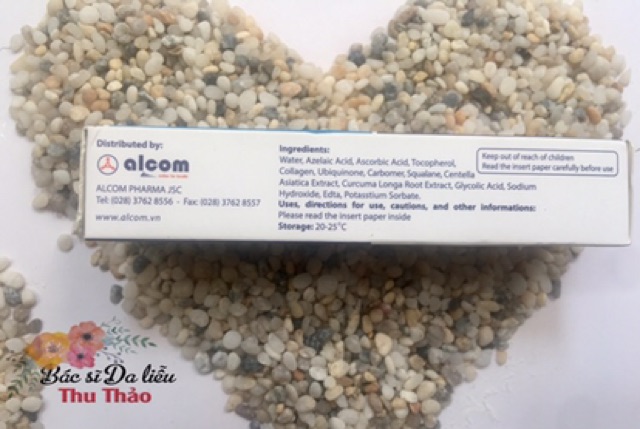 Distributed by:
alcom
ALCOM PHARMA JSC
Tel: (028) 3762 8556 - Fax: (028) 3762 8557
www.alcom.vn
Ingredients:
Water, Azelaic Acid, Ascorbic Acid, Tocopherol,
Collagen, Ubiquinone, Carbomer, Squalane, Centella
Asiatica Extract, Curcuma Longa Root Extract, Glycolic Acid, Sodium
Hydroxide, Edta, Potasstium Sorbate.
Uses, directions for use, cautions, and other informations:
Please read the insert paper inside
Storage: 20-25°C
Keep out of reach of children
Read the insert paper carefully before use
Bác sĩ Da liễu
Thu Thảo